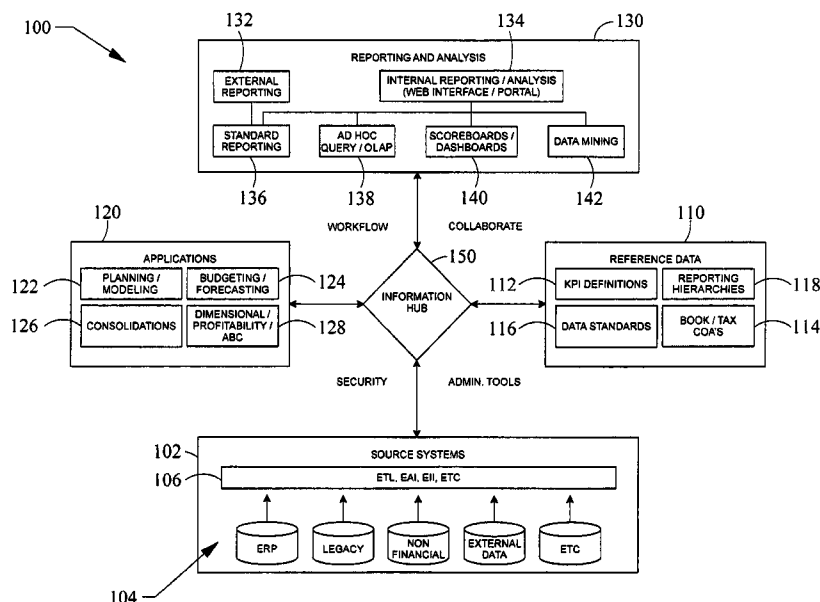 100
132
134
130
REPORTING AND ANALYSIS
EXTERNAL
REPORTING
INTERNAL REPORTING / ANALYSIS
(WEB INTERFACE / PORTAL)
STANDARD
REPORTING
AD HOC
QUERY / OLAP
SCOREBOARDS /
DASHBOARDS
DATA MINING
136
138
140
142
WORKFLOW
COLLABORATE
120
APPLICATIONS
122
PLANNING /
MODELING
BUDGETING /
FORECASTING
124
126
CONSOLIDATIONS
DIMENSIONAL /
PROFITABILITY /
ABC
128
150
INFORMATION
HUB
110
REFERENCE DATA
112
KPI DEFINITIONS
REPORTING
HIERARCHIES
118
116
DATA STANDARDS
BOOK / TAX
COA'S
114
SECURITY
ADMIN. TOOLS
102
SOURCE SYSTEMS
106
ETL, EAI, EII, ETC
ERP
LEGACY
NON
FINANCIAL
EXTERNAL
DATA
ETC
104